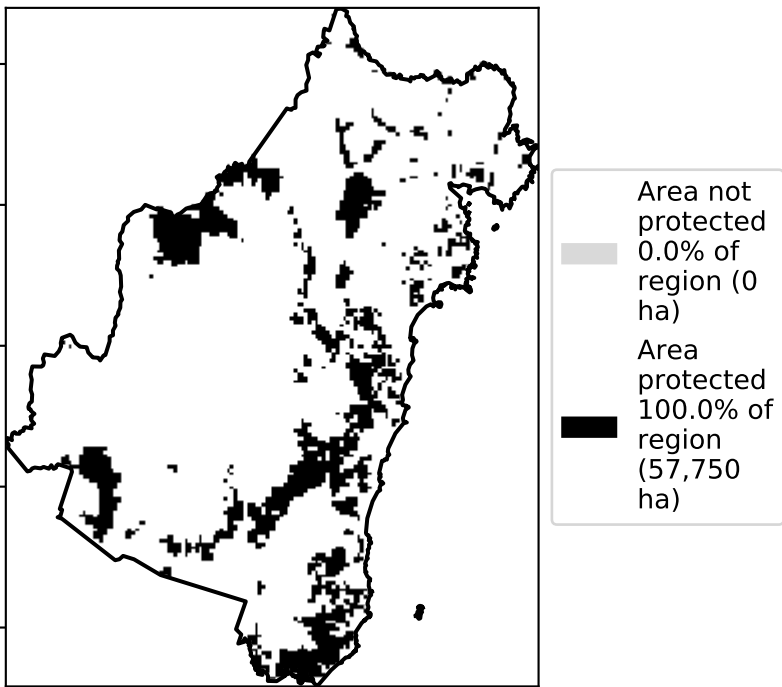 Area not
protected
0.0% of
region (0
ha)
Area
protected
100.0% of
region
(57,750
ha)